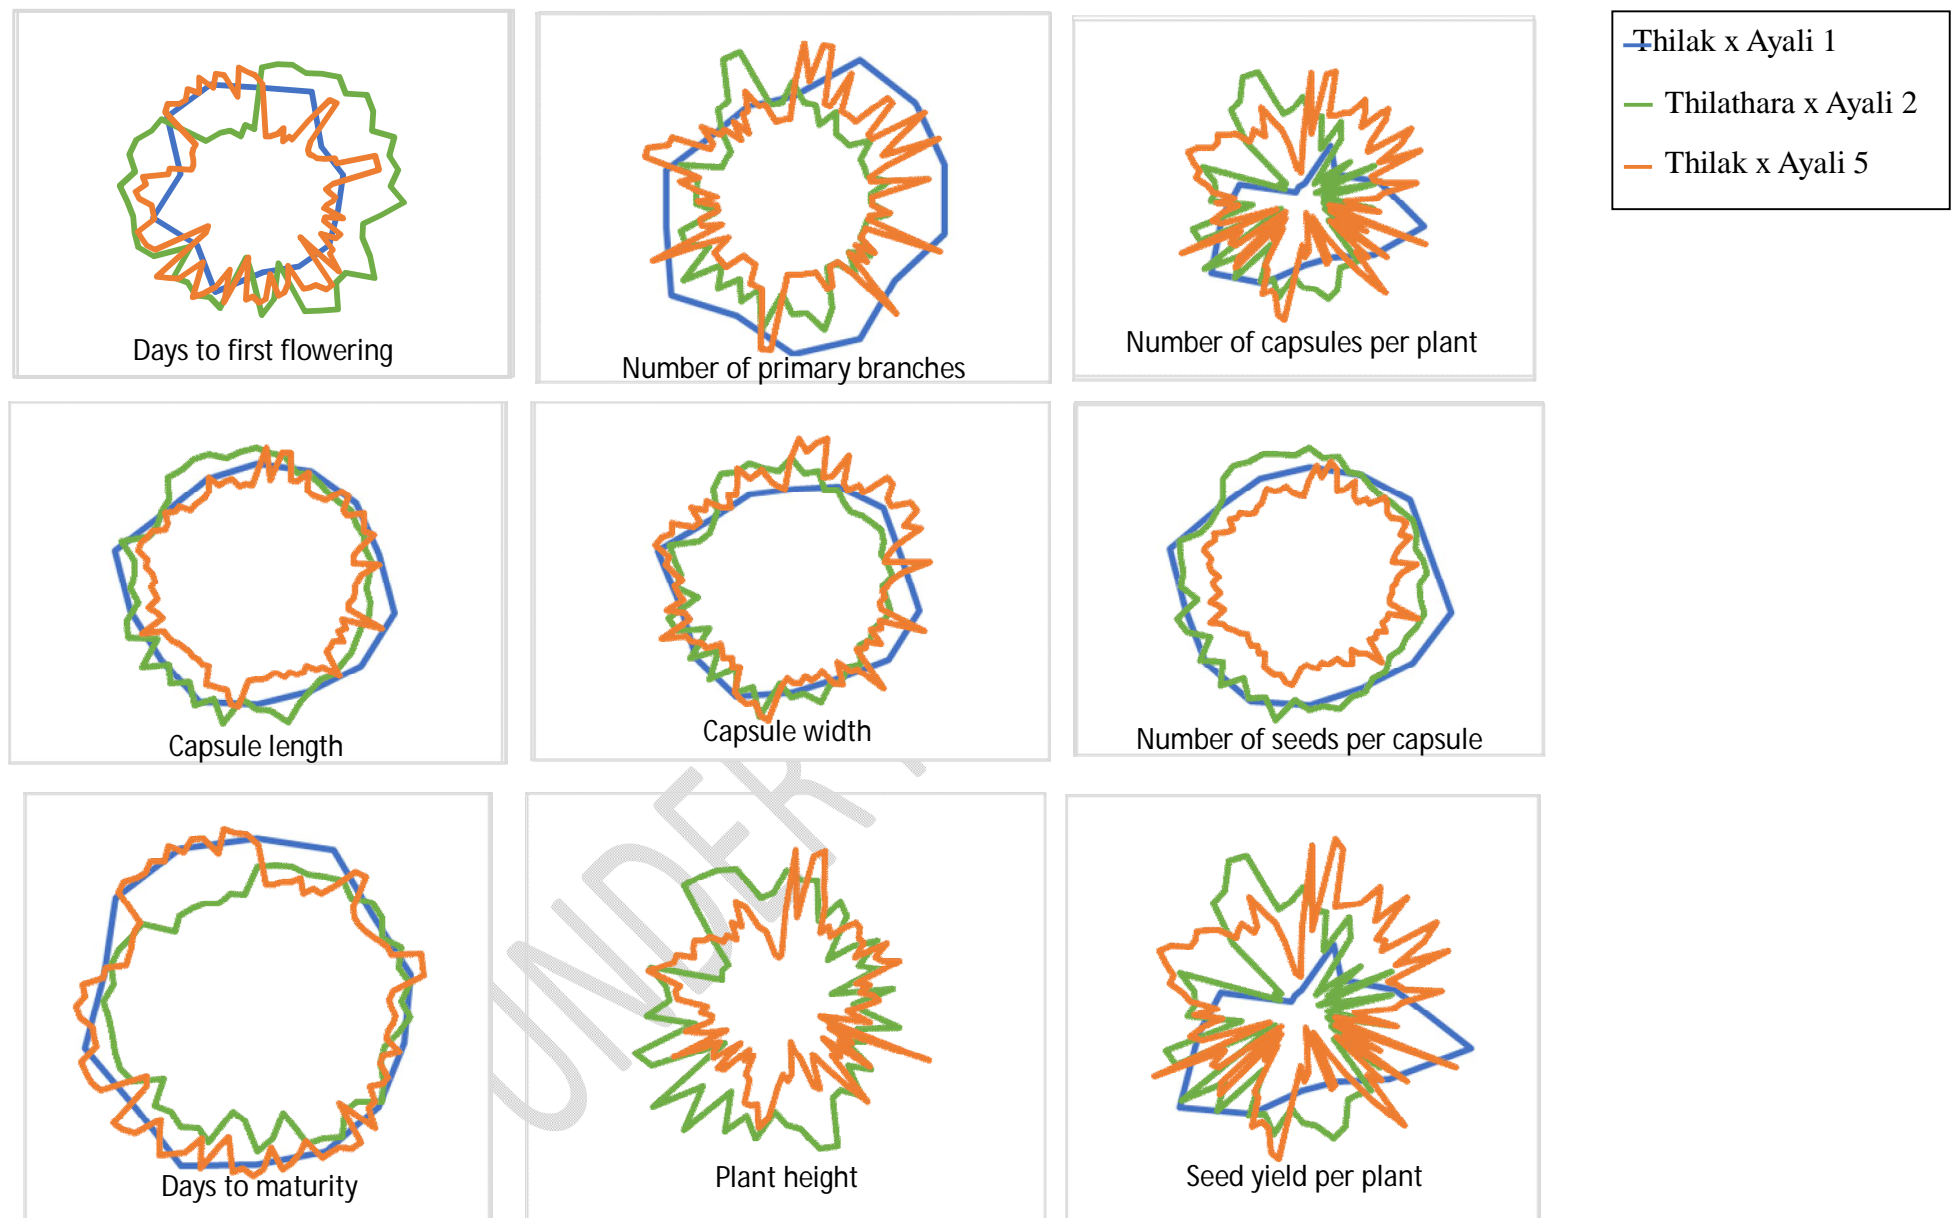 Thilak x Ayali 1
Thilathara x Ayali 2
Thilak x Ayali 5
Days to first flowering
Number of primary branches
Number of capsules per plant
Capsule length
Capsule width
Number of seeds per capsule
UNDER
Days to maturity
Plant height
Seed yield per plant